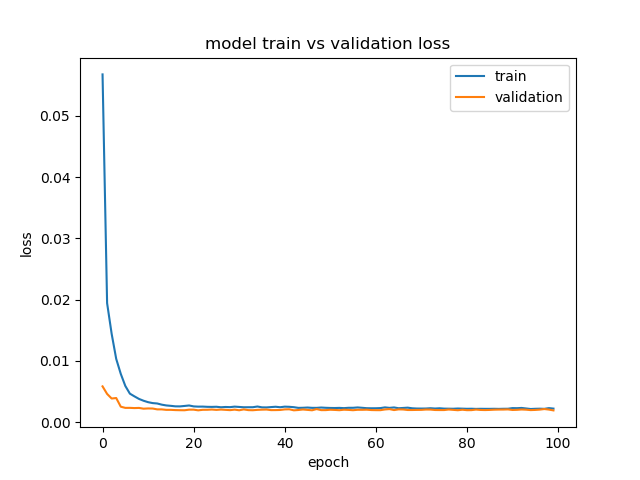 model train vs validation loss
train
validation
0.05
0.04
0.03
0.02
0.01
0.00
loss
0 20 40 60 80 100
epoch